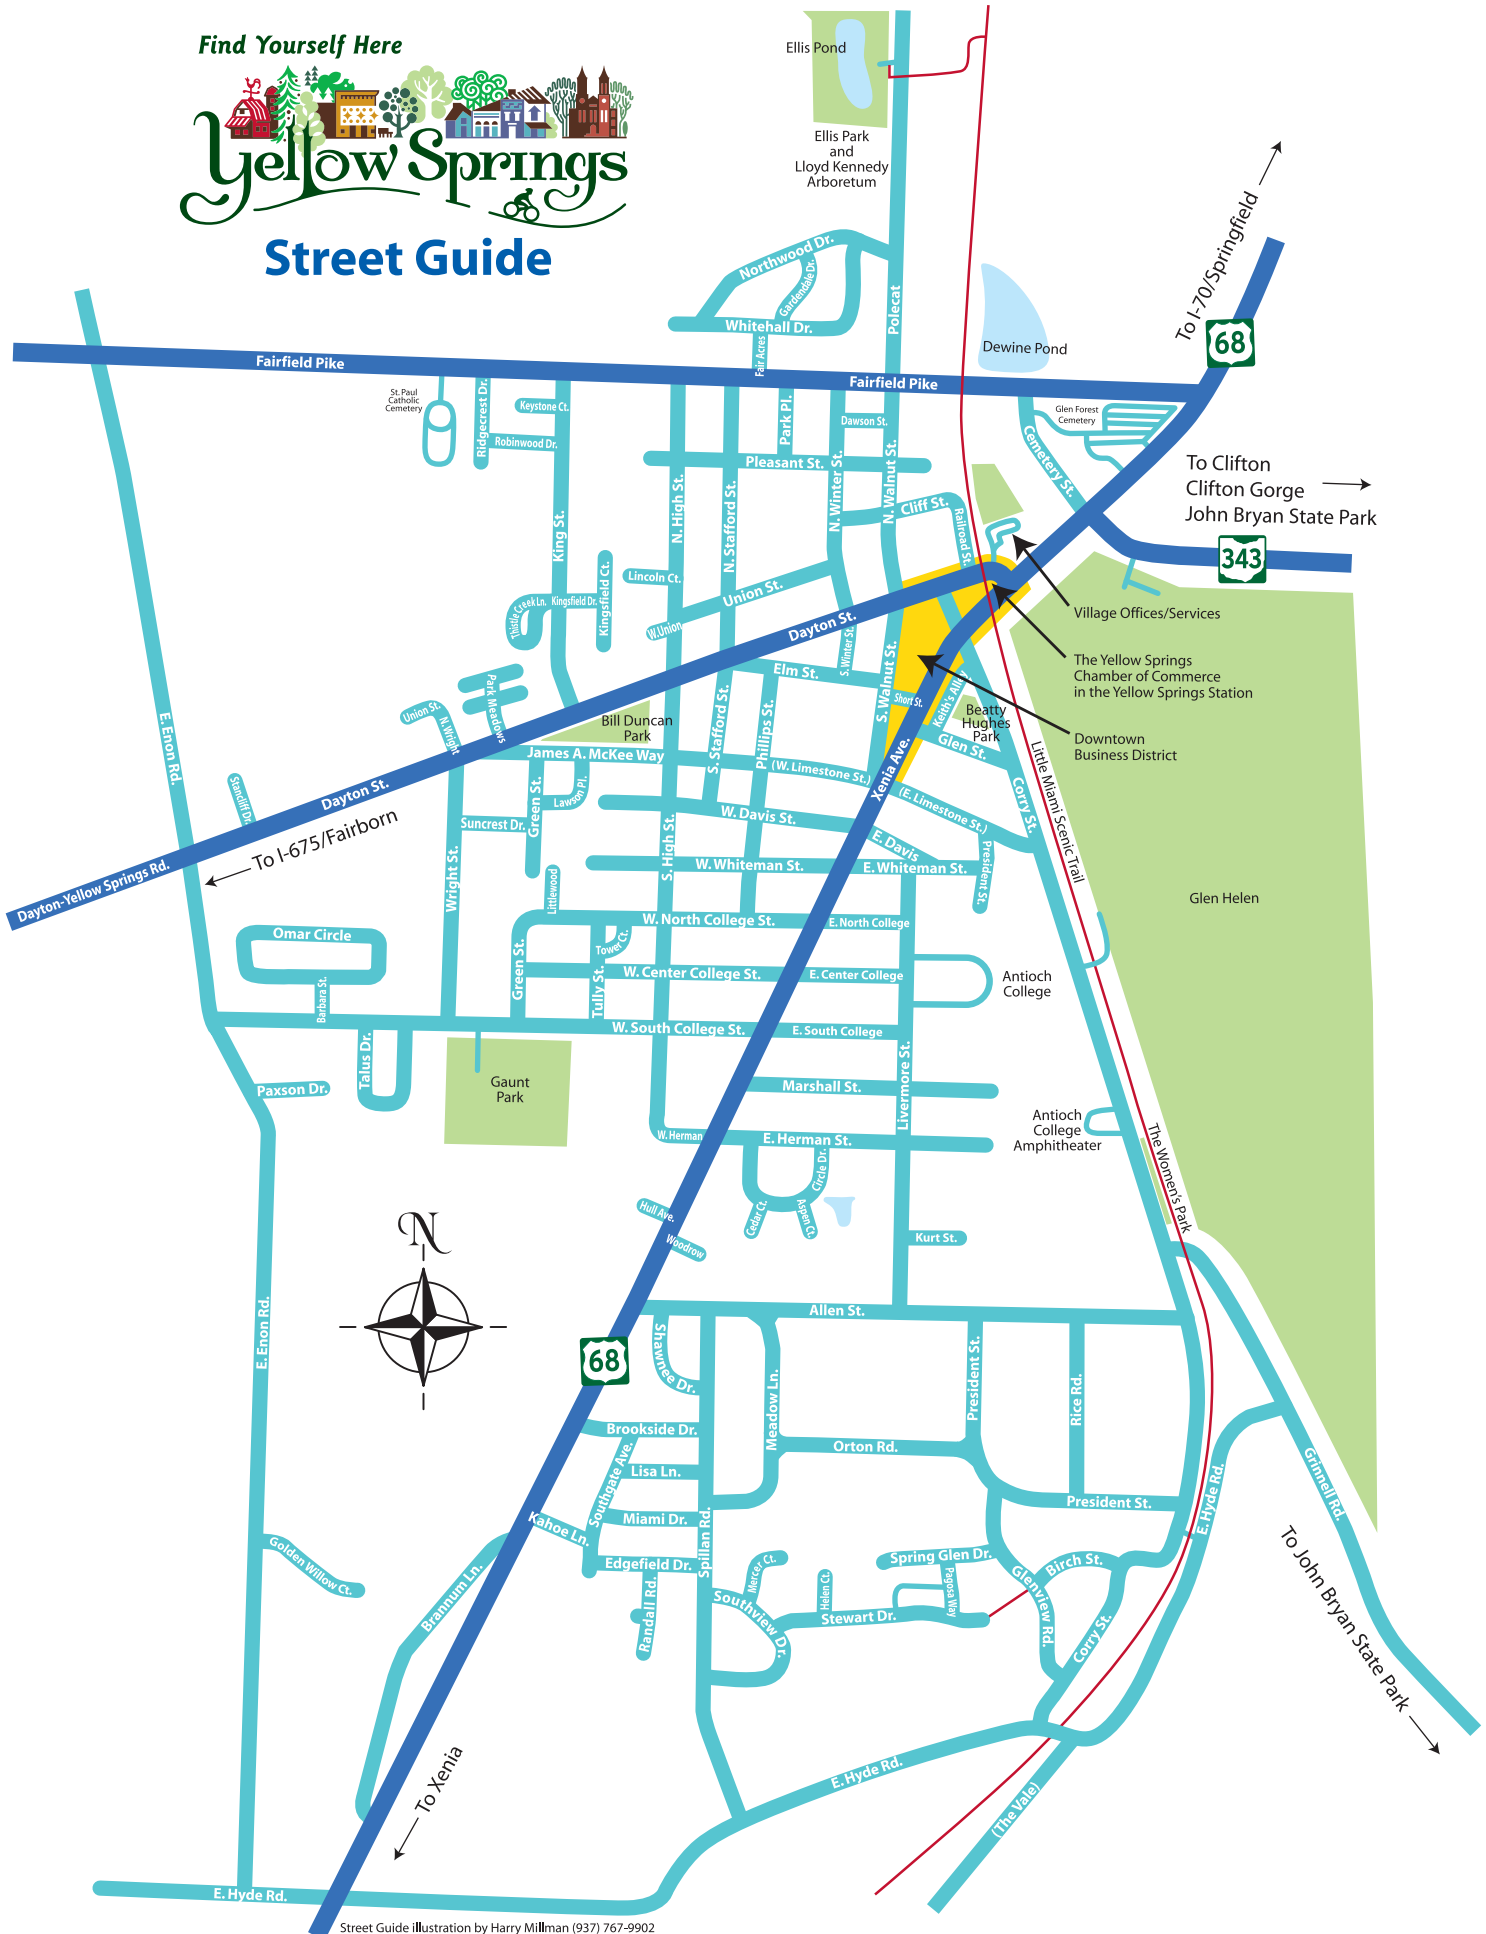 Find Yourself Here
Yellow Springs
Street Guide
Ellis Pond
Ellis Park
and
Lloyd Kennedy
Arboretum
To I-70/Springfield
68
Northwood Dr.
Gardendale Dr.
Whitehall Dr.
Polecat
Fair Acres
Dewine Pond
Fairfield Pike
Fairfield Pike
St. Paul
Catholic
Cemetery
Ridgecrest Dr.
Keystone Ct.
Robinwood Dr.
Park Pl.
Dawson St.
Pleasant St.
Glen Forest
Cemetery
Cemetery St.
To Clifton
Clifton Gorge
John Bryan State Park
343
King St.
N. High St.
N. Stafford St.
N. Winter St.
N. Walnut St.
Cliff St.
Railroad St.
Lincoln Ct.
Union St.
W.Union
Thistle Creek Ln.
Kingsfield Dr.
Kingsfield Ct.
Dayton St.
Village Offices/Services
The Yellow Springs
Chamber of Commerce
in the Yellow Springs Station
Downtown
Business District
S. Winter St.
S. Walnut St.
Elm St.
Short St.
Keith's Alley
Beatty
Hughes
Park
Glen St.
Park Meadows
Union St.
N. Wright
Bill Duncan
Park
E. Enon Rd.
James A. McKee Way
S. Stafford St.
Phillips St.
(W. Limestone St.)
Xenia Ave.
(E. Limestone St.)
Corry St.
Little Miami Scenic Trail
Stancliff Dr.
Dayton St.
To I-675/Fairborn
Dayton-Yellow Springs Rd.
Lawson Pl.
Green St.
Suncrest Dr.
Wright St.
S. High St.
W. Davis St.
E. Davis
W. Whiteman St.
E. Whiteman St.
President St.
Littlewood
Glen Helen
Omar Circle
Barbara St.
Green St.
W. North College St.
E. North College
Tower Ct.
Tully St.
W. Center College St.
E. Center College
Antioch
College
W. South College St.
E. South College
Talus Dr.
Paxson Dr.
Gaunt
Park
Marshall St.
Livermore St.
W. Herman
E. Herman St.
Antioch
College
Amphitheater
The Women's Park
Circle Dr.
Cedar Ct.
Aspen Ct.
Hull Ave.
Woodrow
Kurt St.
N
E. Enon Rd.
68
Allen St.
Shawnee Dr.
Meadow Ln.
President St.
Rice Rd.
Brookside Dr.
Southgate Ave.
Lisa Ln.
Orton Rd.
Miami Dr.
Kahoe Ln.
Spillan Rd.
President St.
E. Hyde Rd.
Grinnell Rd.
Edgefield Dr.
Randall Rd.
Golden Willow Ct.
Brannum Ln.
Mercer Ct.
Southview Dr.
Helen Ct.
Stewart Dr.
Spring Glen Dr.
Pagosa Way
Birch St.
Glenview Rd.
Corry St.
To John Bryan State Park
To Xenia
E. Hyde Rd.
(The Vale)
E. Hyde Rd.
Street Guide illustration by Harry Millman (937) 767-9902